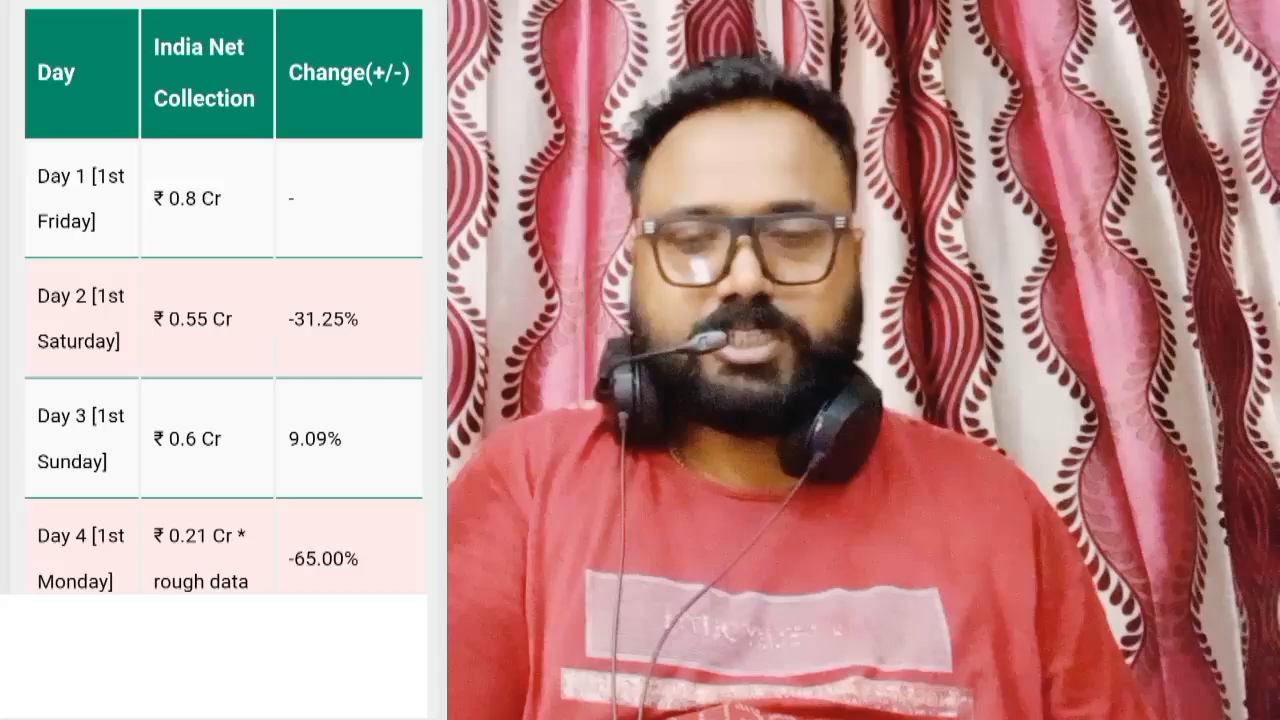 Day
India Net
Collection
Change(+/-)
Day 1 [1st
Friday]
₹ 0.8 Cr
-
Day 2 [1st
Saturday]
₹ 0.55 Cr
-31.25%
Day 3 [1st
Sunday]
₹ 0.6 Cr
9.09%
Day 4 [1st
Monday]
₹ 0.21 Cr *
rough data
-65.00%